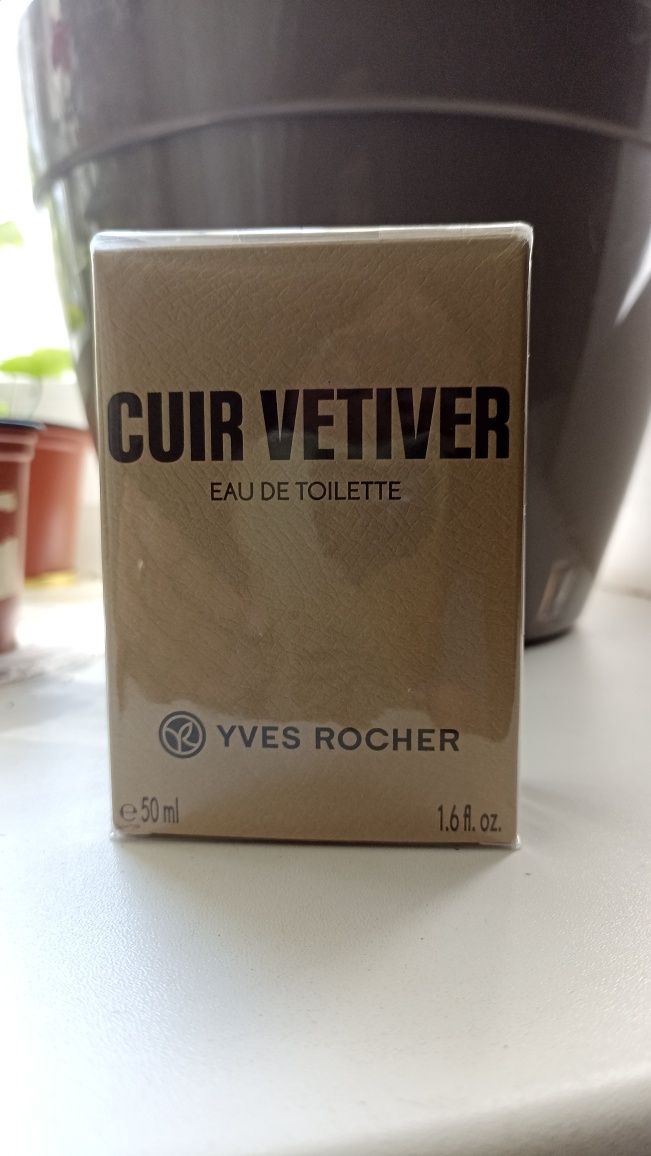 CUIR VETIVER
EAU DE TOILETTE
YVES ROCHER
℮50 ml
1.6 fl. oz.